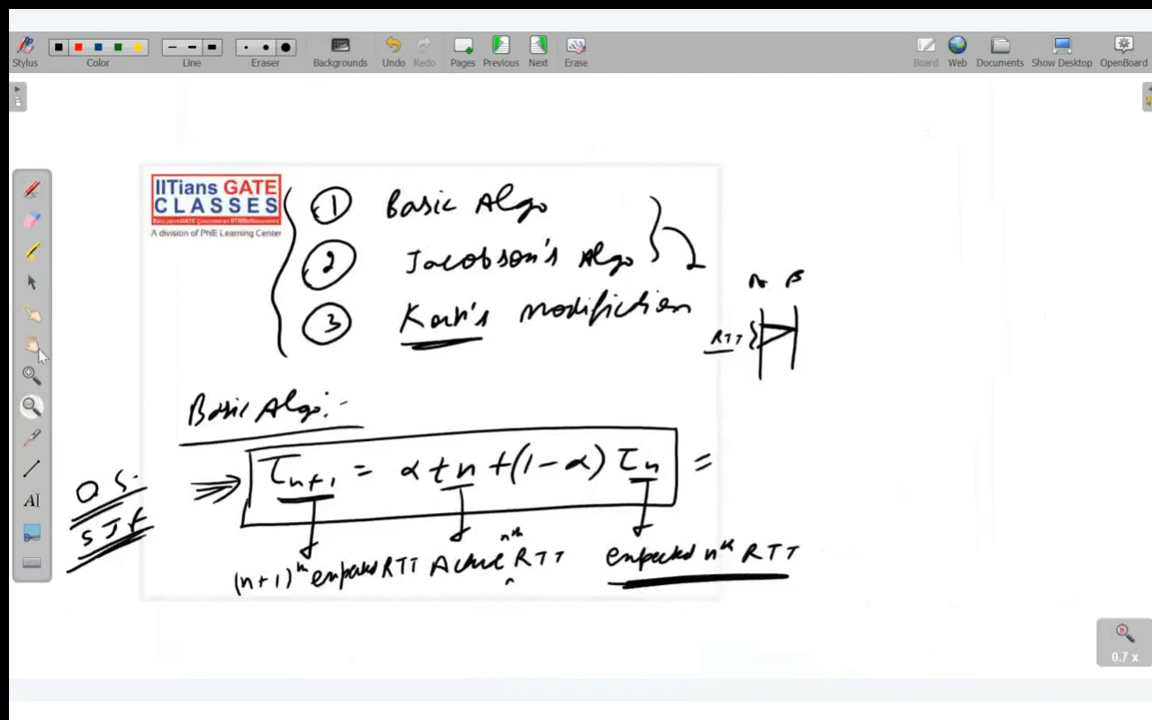 Stylus Color Line Eraser Backgrounds Undo Redo Pages Previous Next Erase Board Web Documents Show Desktop OpenBoard
IITians GATE
CLASSES
A division of PhIE Learning Center
① Basic Algo
② Jacobson's Algo
③ Karn's modifiction
A B
RTT
Basic Algo:-
τn+1 = α tn + (1-α) τn =
O S.
SJF
(n+1)th expected RTT
Actual nth RTT
expected nth RTT
AI
0.7 x